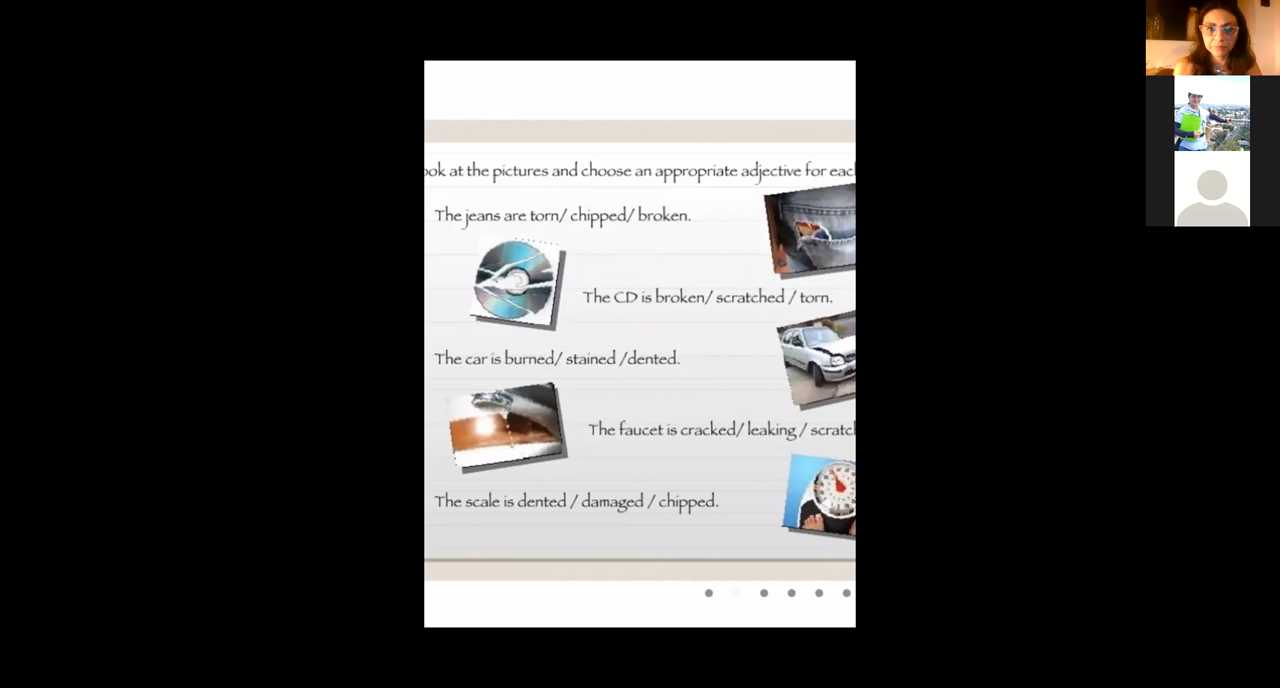 ook at the pictures and choose an appropriate adjective for each
The jeans are torn/ chipped/ broken.
The CD is broken/ scratched / torn.
The car is burned/ stained /dented.
The faucet is cracked/ leaking / scratc
The scale is dented / damaged / chipped.